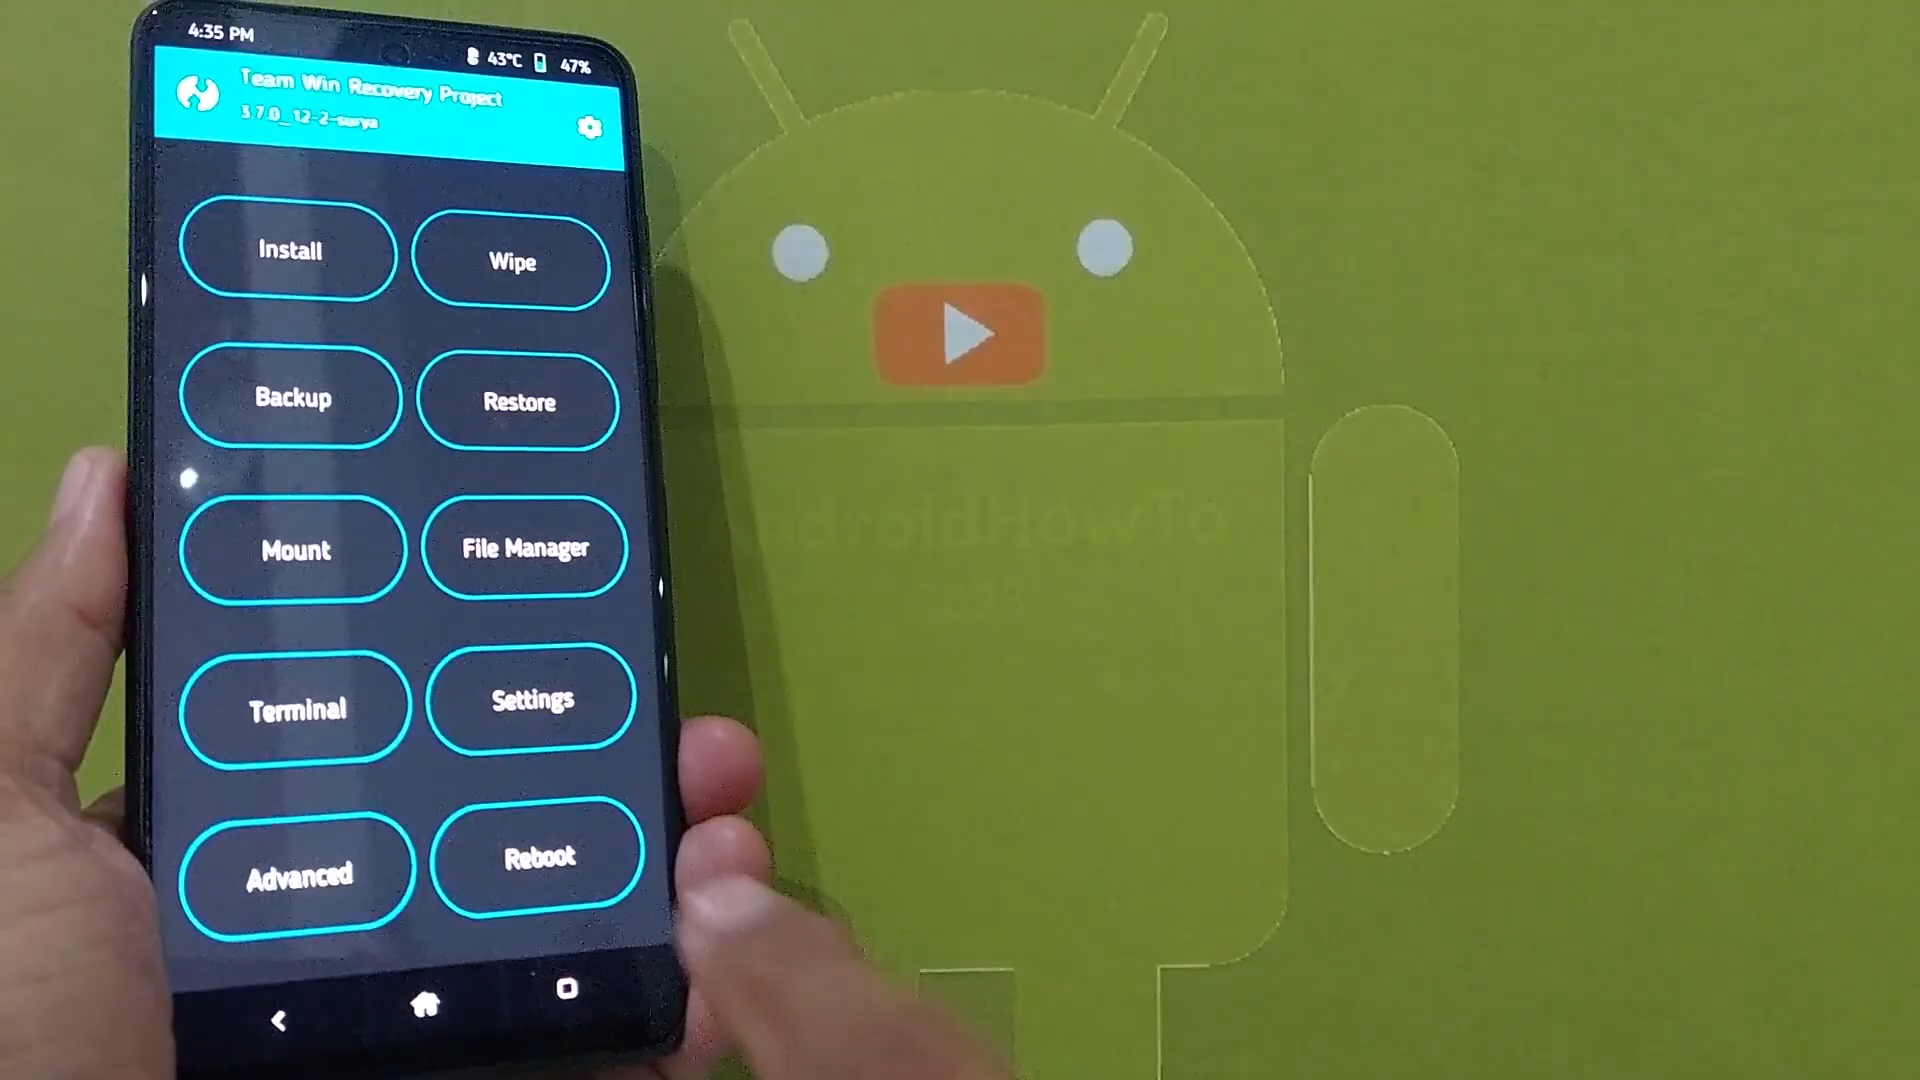 4:35 PM
43°C 47%
Team Win Recovery Project
3.7.0_12-2-surya
Install
Wipe
Backup
Restore
Mount
File Manager
Terminal
Settings
Advanced
Reboot
AndroidHowTo